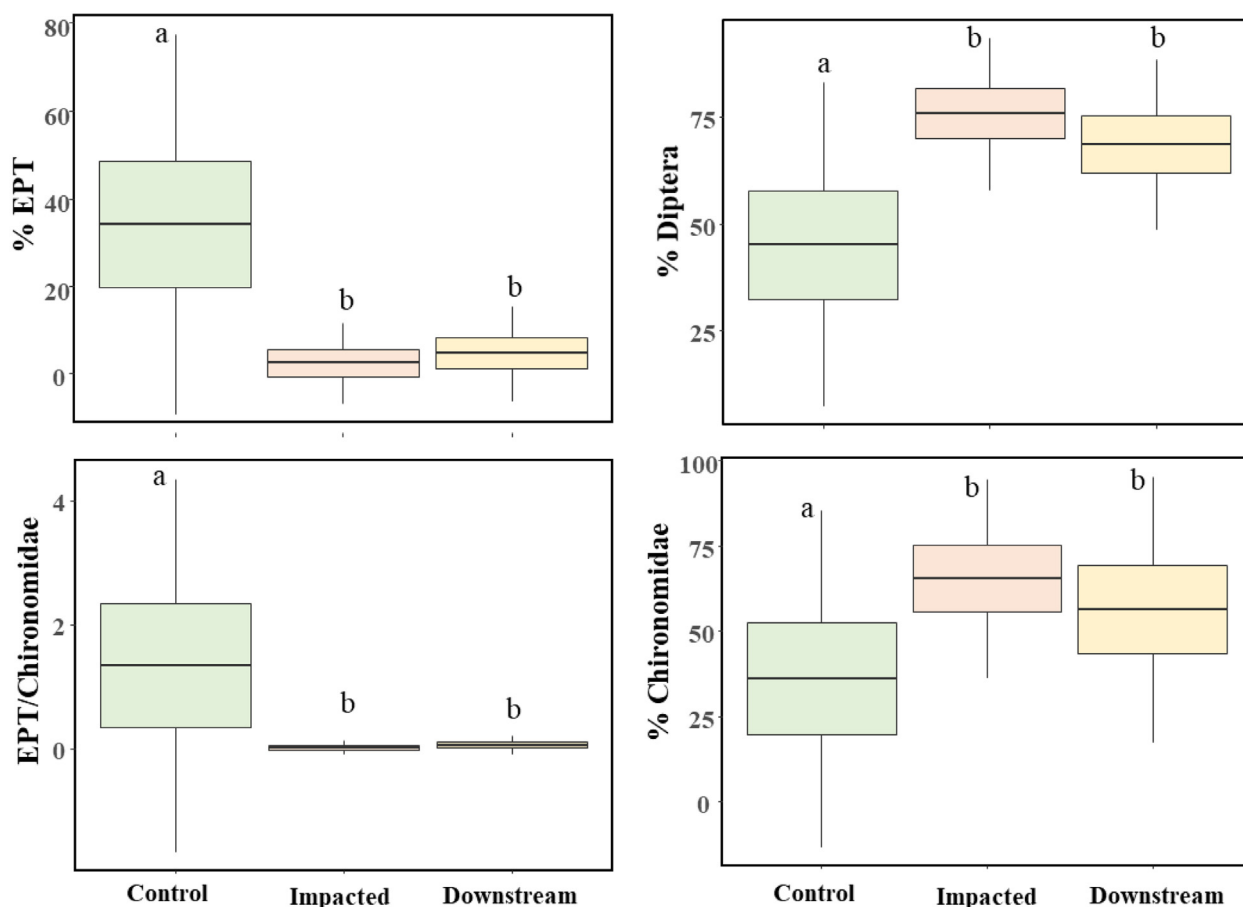 % EPT
80
60
40
20
0
a
b
b
% Diptera
75
50
25
a
b
b
EPT/Chironomidae
4
2
0
a
b
b
Control
Impacted
Downstream
% Chironomidae
100
75
50
25
0
a
b
b
Control
Impacted
Downstream